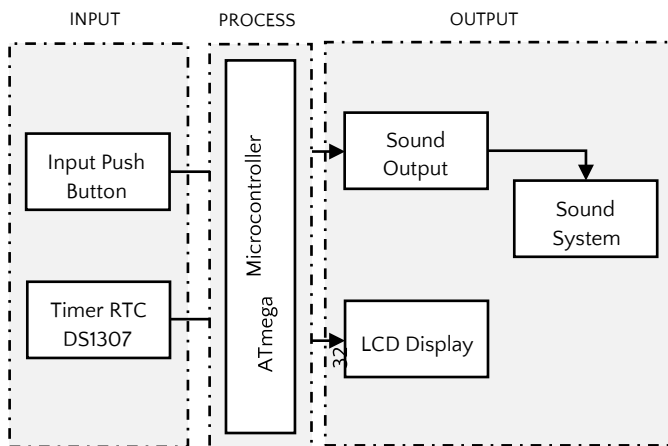 INPUT
PROCESS
OUTPUT
Input Push
Button
Timer RTC
DS1307
Microcontroller
ATmega
32
Sound
Output
Sound
System
LCD Display